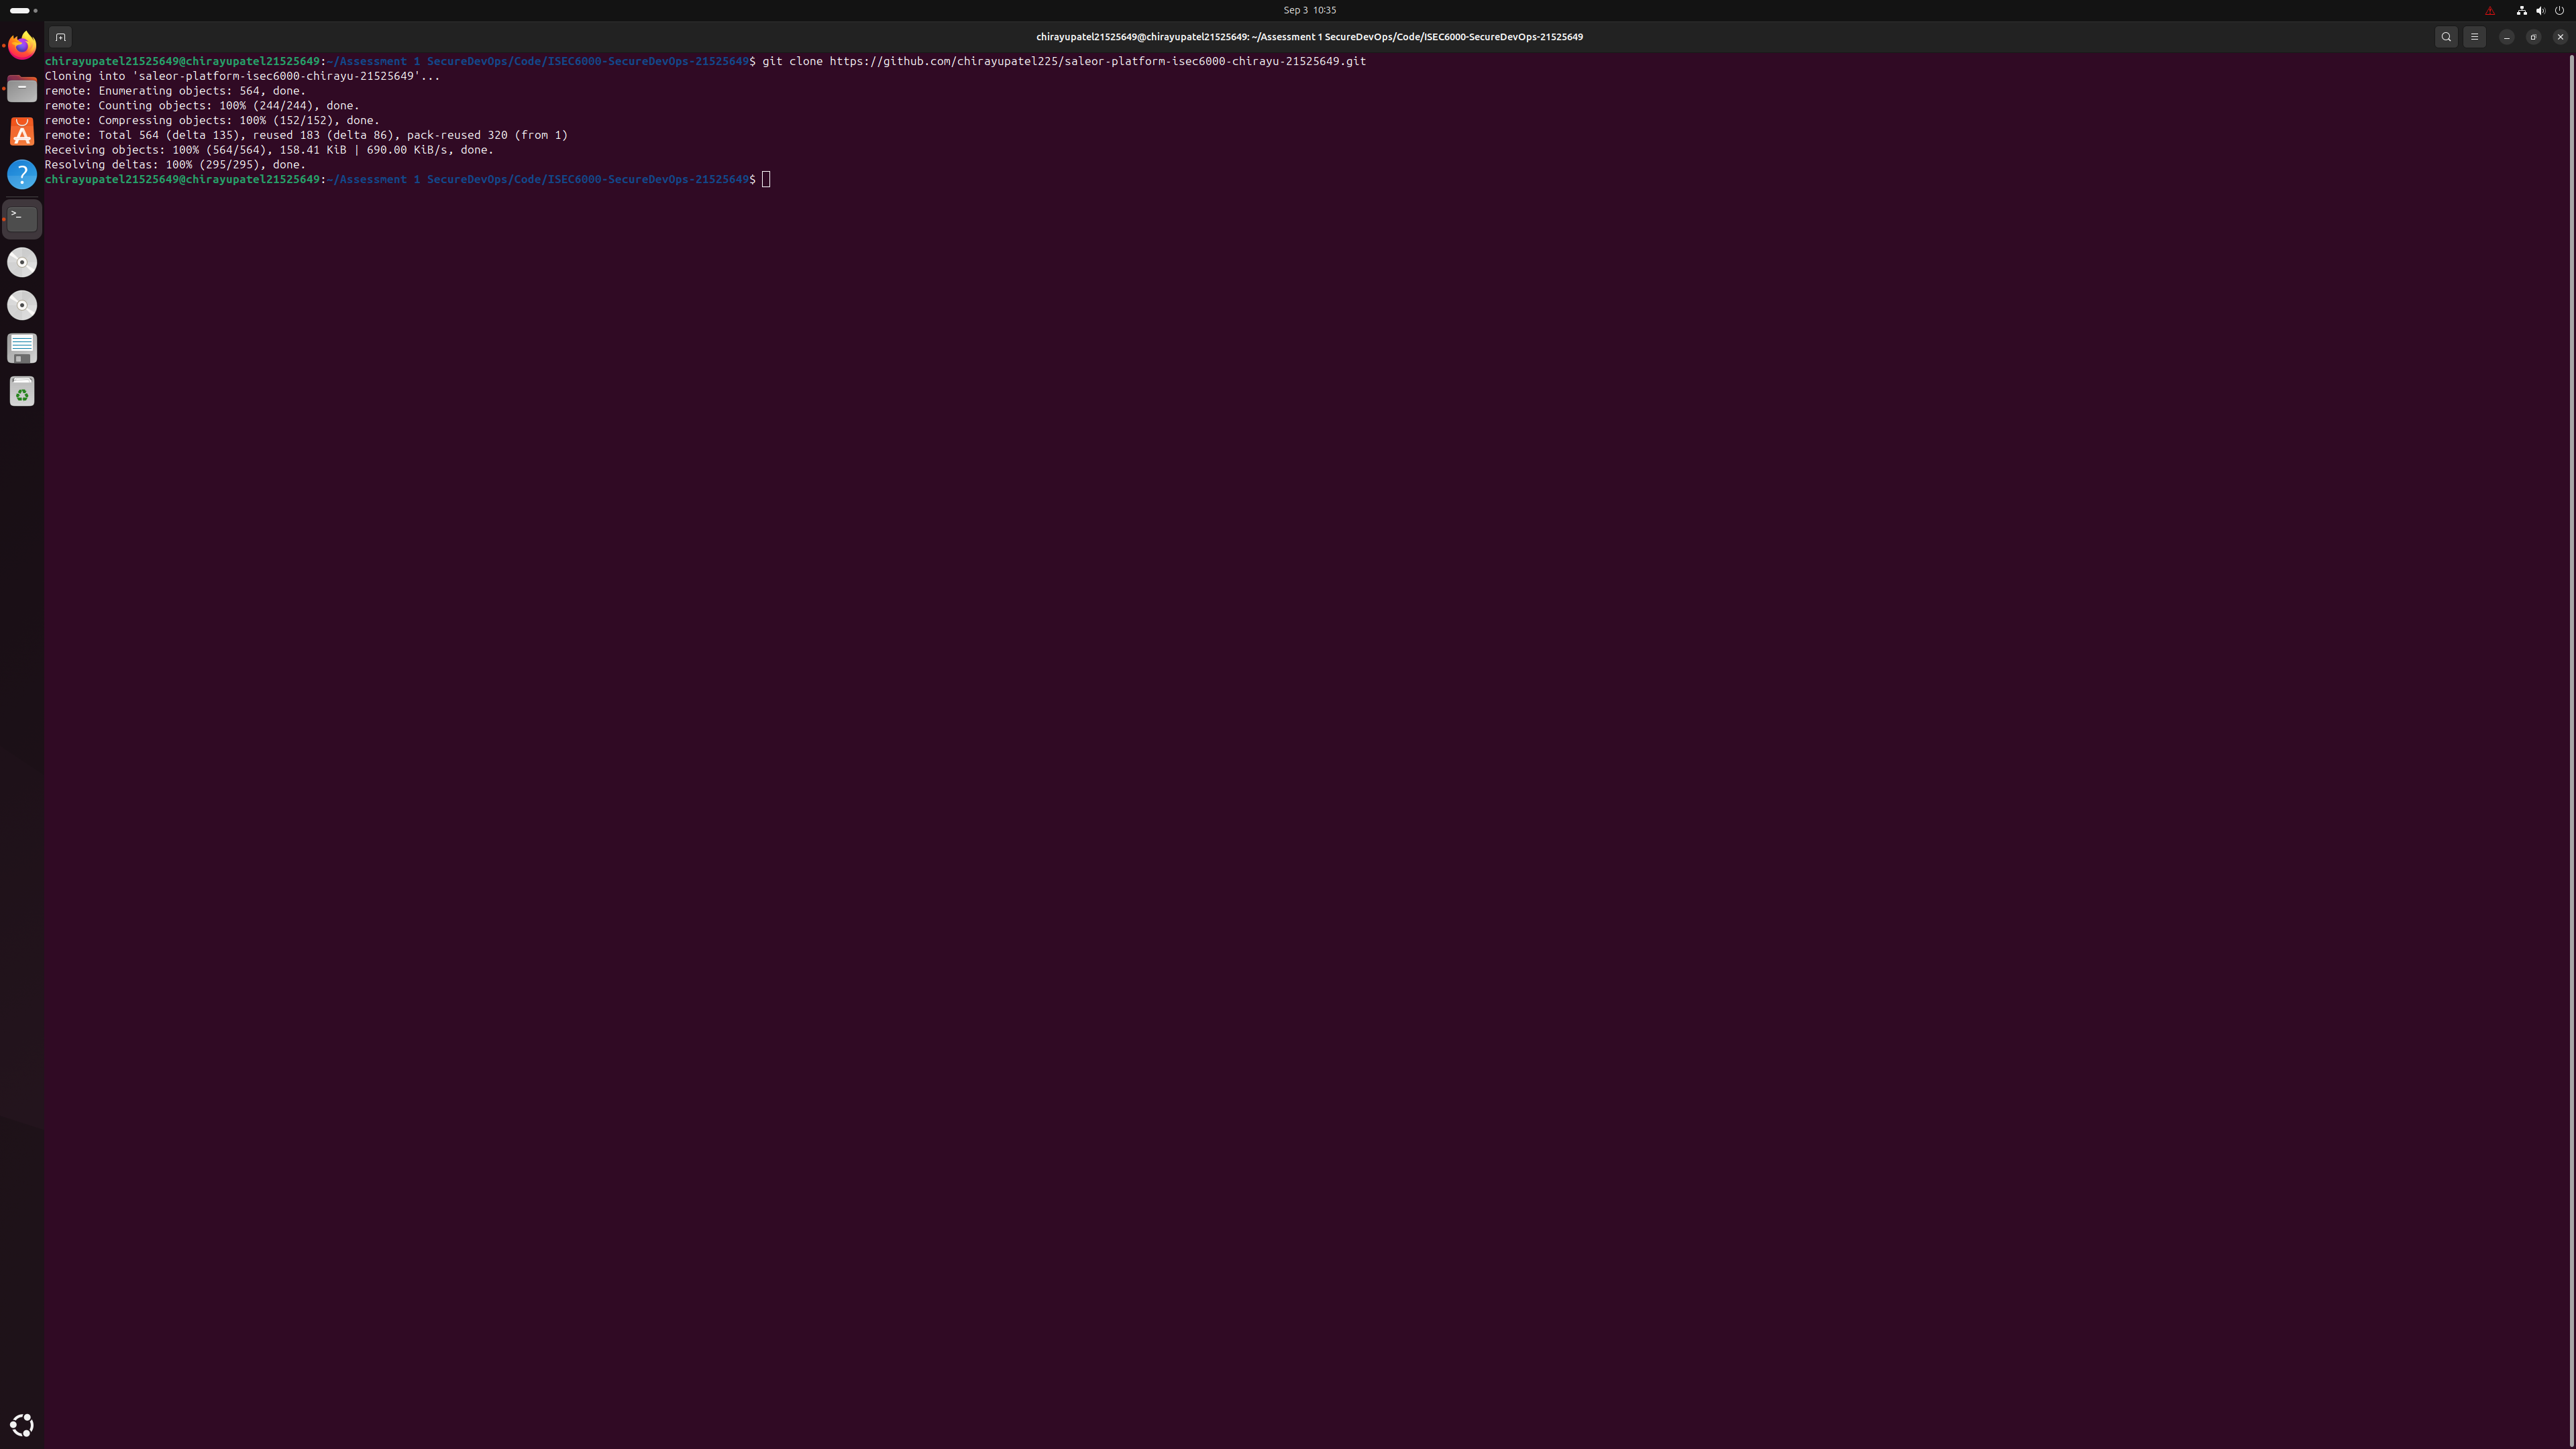 Sep 3 10:35
chirayupatel21525649@chirayupatel21525649: ~/Assessment 1 SecureDevOps/Code/ISEC6000-SecureDevOps-21525649
chirayupatel21525649@chirayupatel21525649:~/Assessment 1 SecureDevOps/Code/ISEC6000-SecureDevOps-21525649$ git clone https://github.com/chirayupatel225/saleor-platform-isec6000-chirayu-21525649.git
Cloning into 'saleor-platform-isec6000-chirayu-21525649'...
remote: Enumerating objects: 564, done.
remote: Counting objects: 100% (244/244), done.
remote: Compressing objects: 100% (152/152), done.
remote: Total 564 (delta 135), reused 183 (delta 86), pack-reused 320 (from 1)
Receiving objects: 100% (564/564), 158.41 KiB | 690.00 KiB/s, done.
Resolving deltas: 100% (295/295), done.
chirayupatel21525649@chirayupatel21525649:~/Assessment 1 SecureDevOps/Code/ISEC6000-SecureDevOps-21525649$